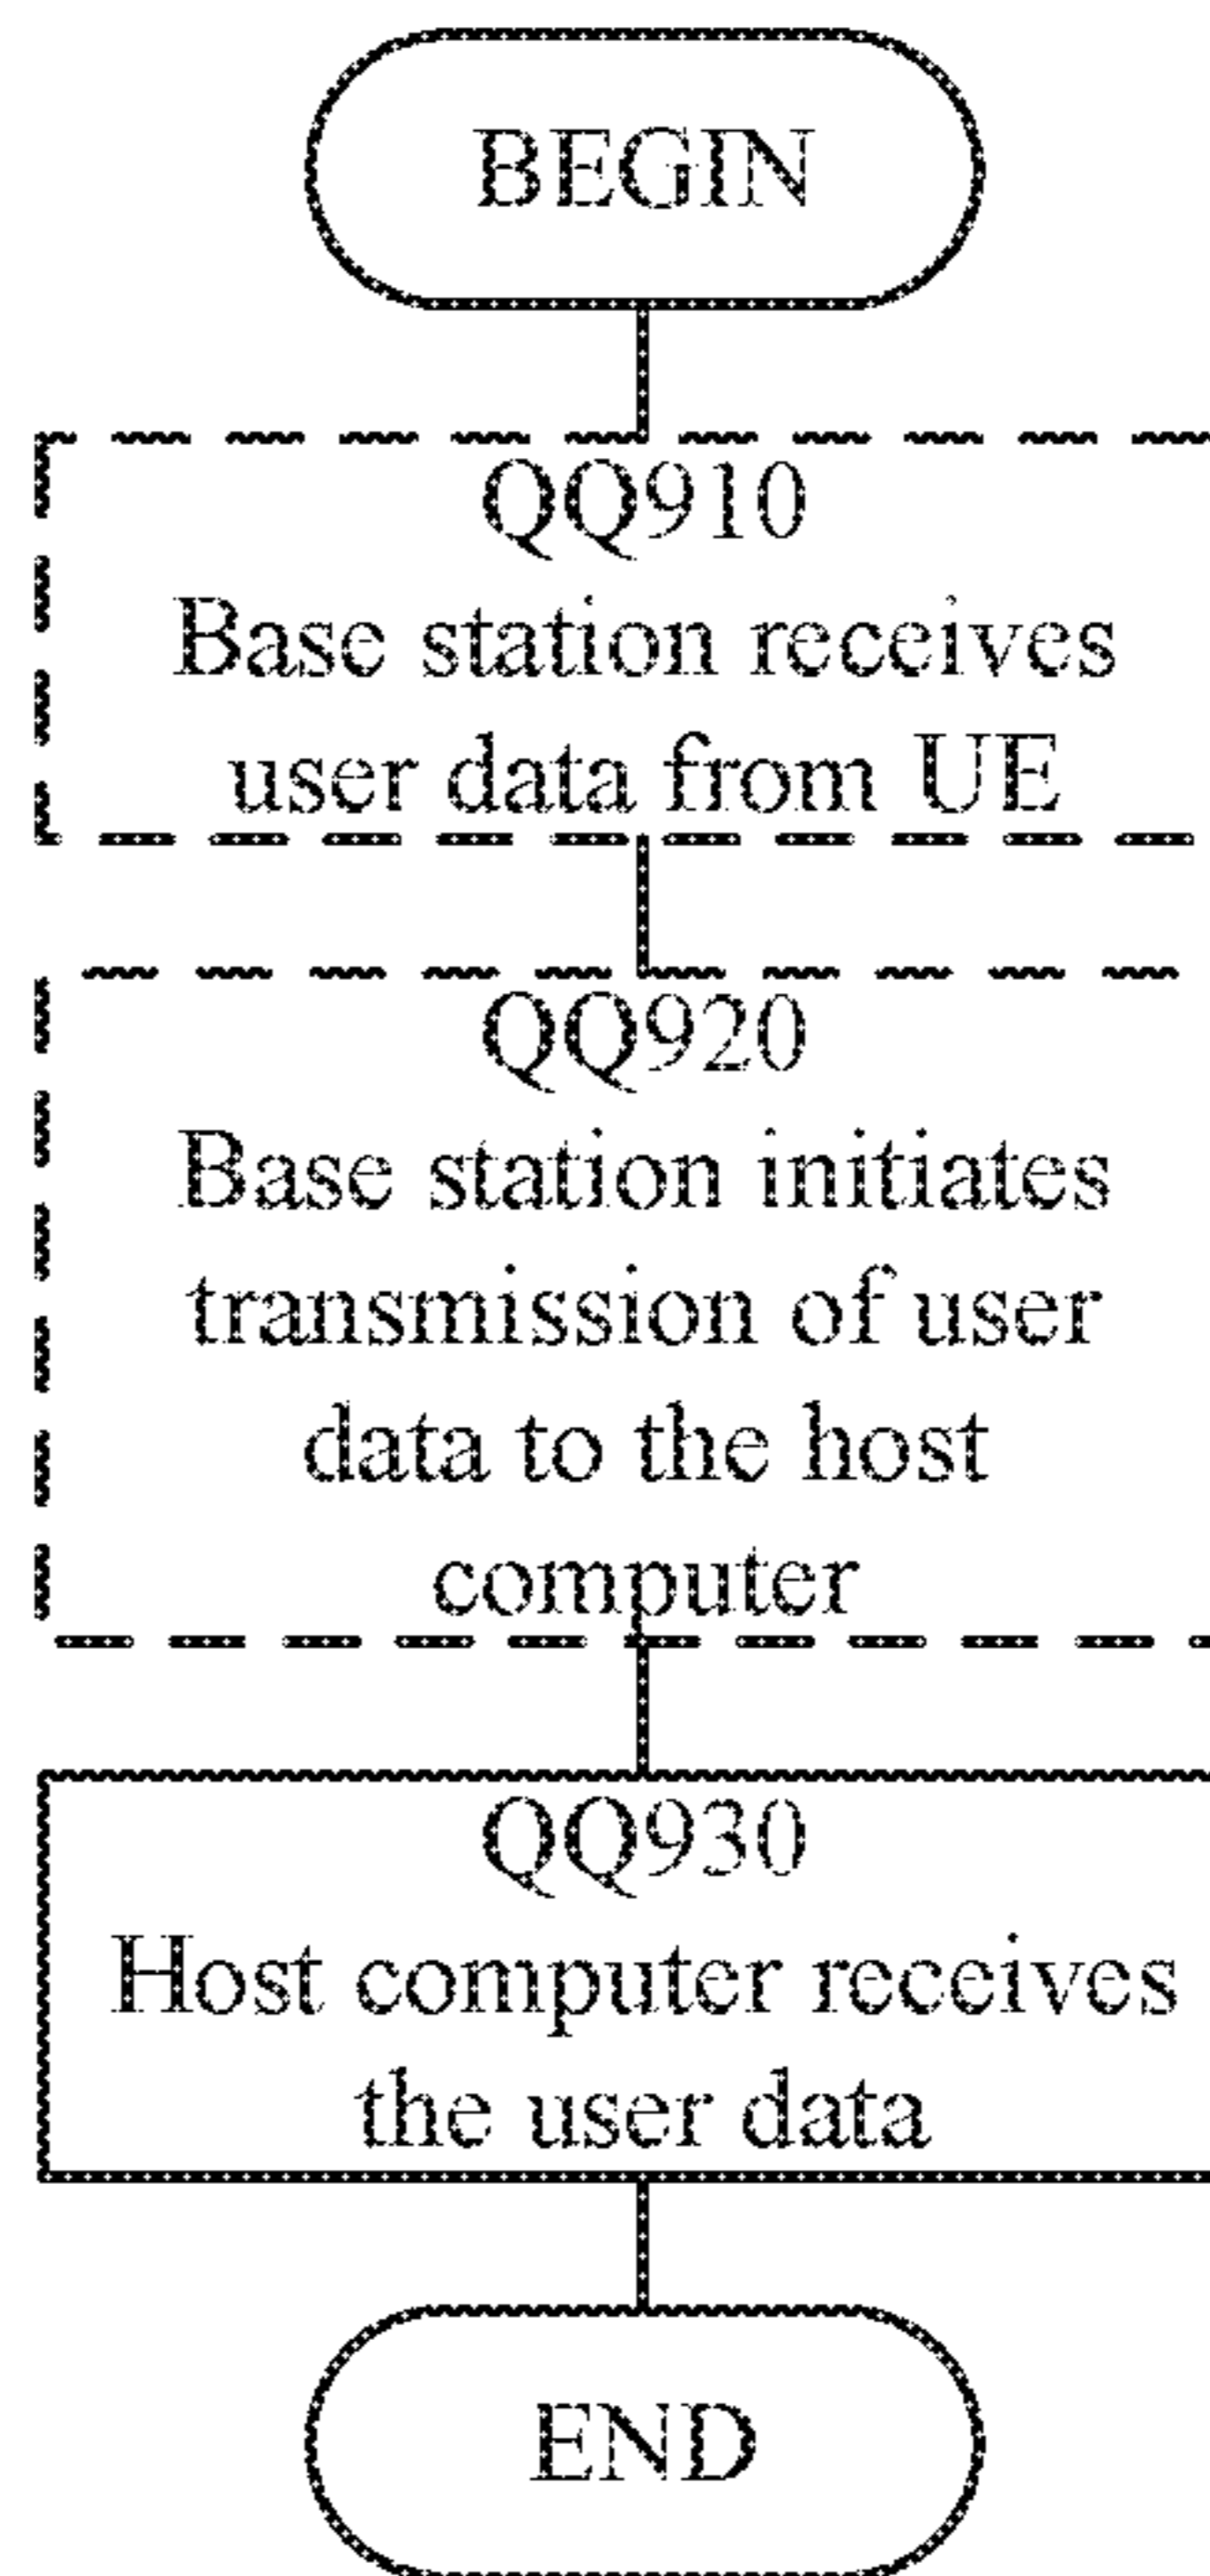 BEGIN
QQ910
Base station receives
user data from UE
QQ920
Base station initiates
transmission of user
data to the host
computer
QQ930
Host computer receives
the user data
END